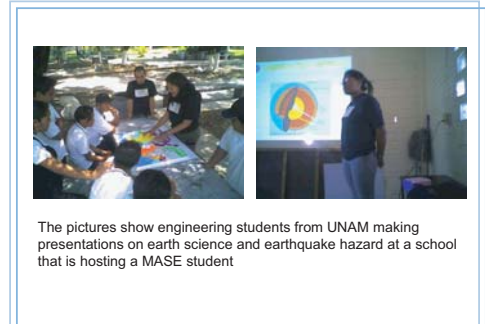 The pictures show engineering students from UNAM making
presentations on earth science and earthquake hazard at a school
that is hosting a MASE student